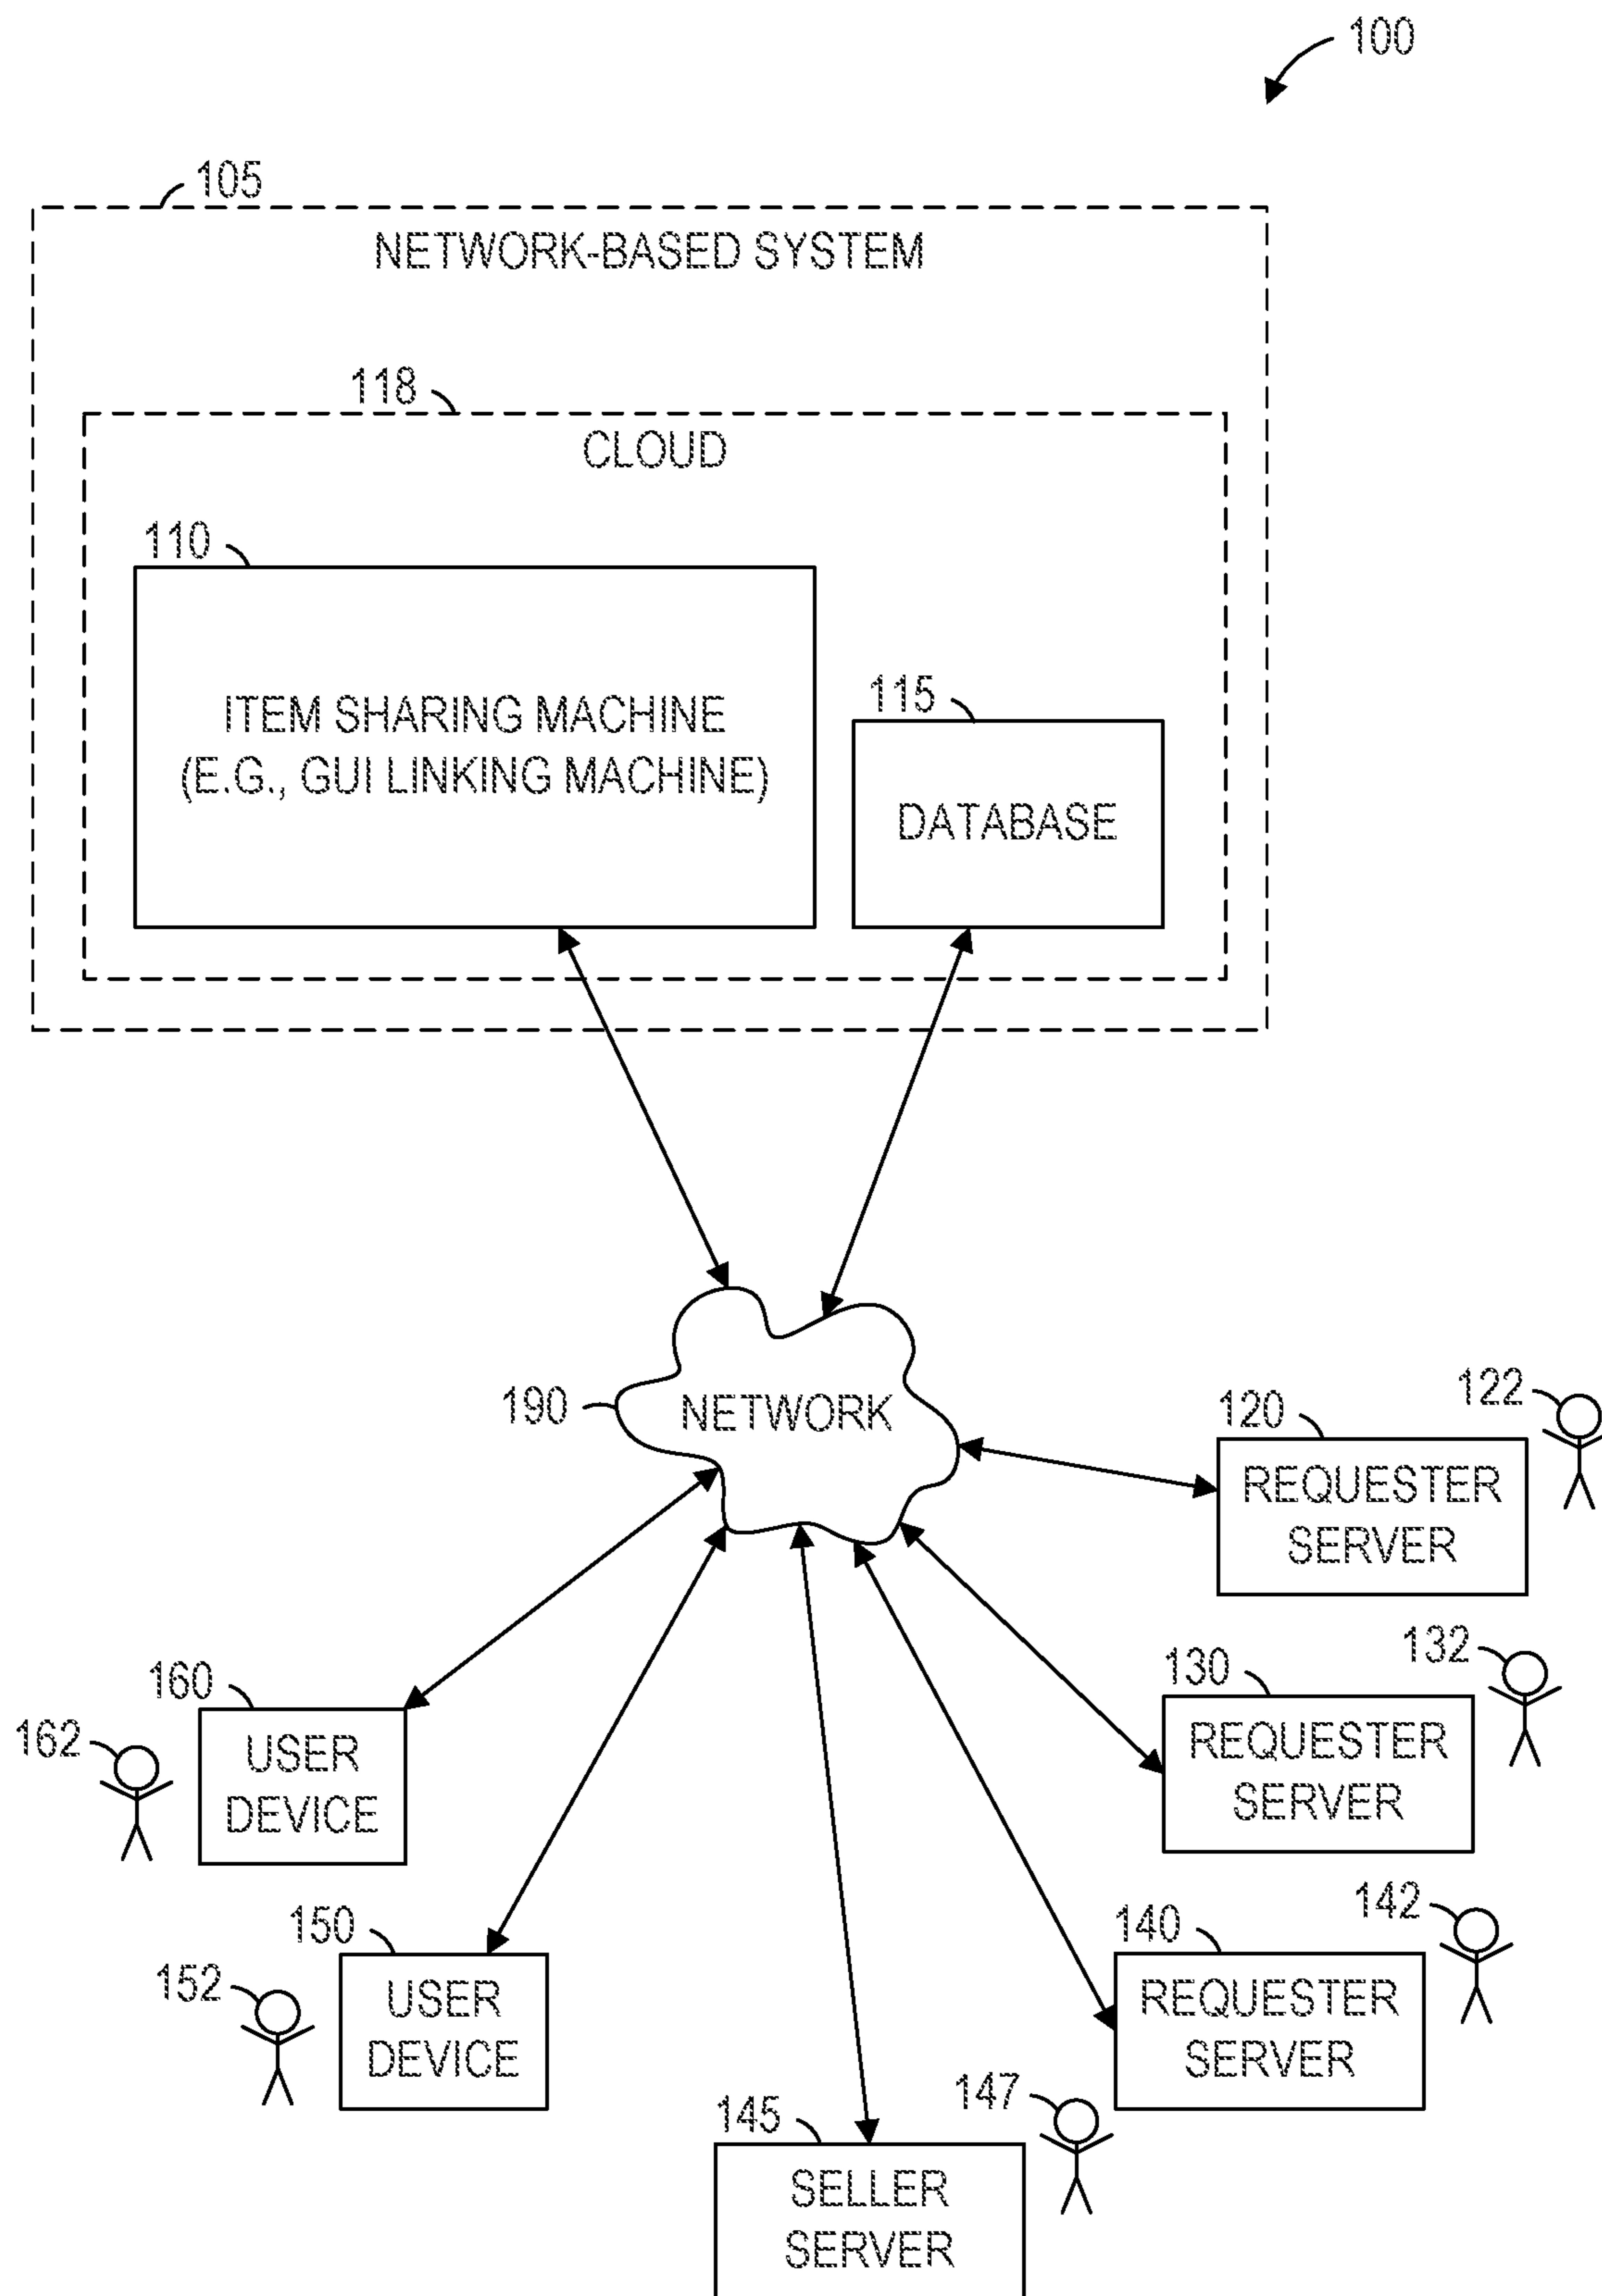 100
105
NETWORK-BASED SYSTEM
118
CLOUD
110
ITEM SHARING MACHINE
(E.G., GUI LINKING MACHINE)
115
DATABASE
190
NETWORK
120
122
REQUESTER
SERVER
130
132
REQUESTER
SERVER
160
162
USER
DEVICE
140
142
REQUESTER
SERVER
150
152
USER
DEVICE
145
147
SELLER
SERVER